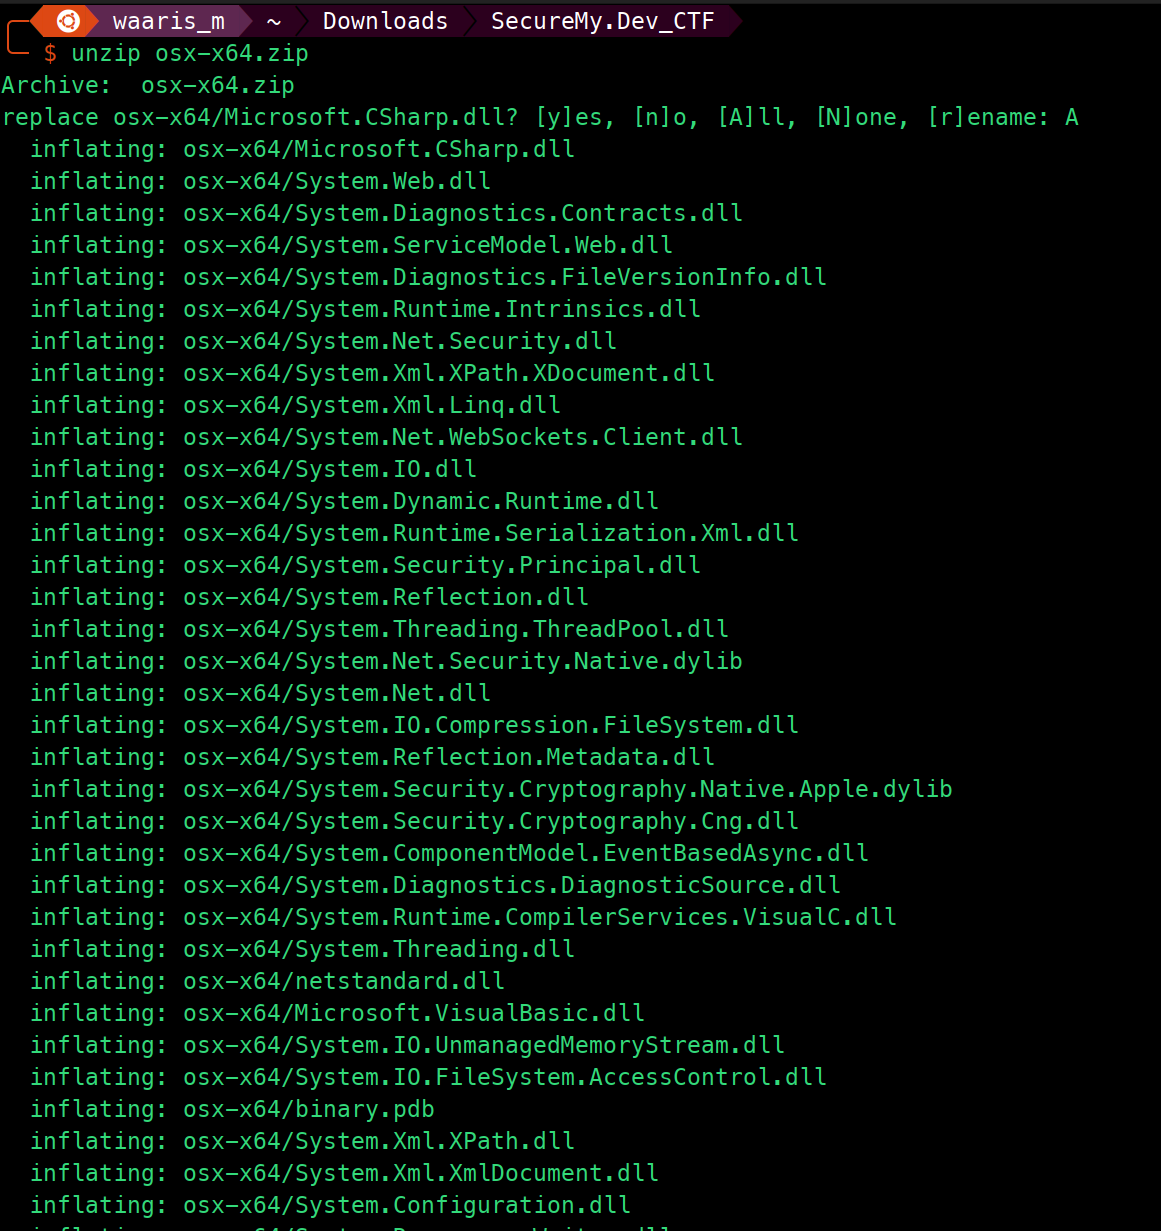 waaris_m ~ Downloads SecureMy.Dev_CTF
$ unzip osx-x64.zip
Archive:  osx-x64.zip
replace osx-x64/Microsoft.CSharp.dll? [y]es, [n]o, [A]ll, [N]one, [r]ename: A
  inflating: osx-x64/Microsoft.CSharp.dll
  inflating: osx-x64/System.Web.dll
  inflating: osx-x64/System.Diagnostics.Contracts.dll
  inflating: osx-x64/System.ServiceModel.Web.dll
  inflating: osx-x64/System.Diagnostics.FileVersionInfo.dll
  inflating: osx-x64/System.Runtime.Intrinsics.dll
  inflating: osx-x64/System.Net.Security.dll
  inflating: osx-x64/System.Xml.XPath.XDocument.dll
  inflating: osx-x64/System.Xml.Linq.dll
  inflating: osx-x64/System.Net.WebSockets.Client.dll
  inflating: osx-x64/System.IO.dll
  inflating: osx-x64/System.Dynamic.Runtime.dll
  inflating: osx-x64/System.Runtime.Serialization.Xml.dll
  inflating: osx-x64/System.Security.Principal.dll
  inflating: osx-x64/System.Reflection.dll
  inflating: osx-x64/System.Threading.ThreadPool.dll
  inflating: osx-x64/System.Net.Security.Native.dylib
  inflating: osx-x64/System.Net.dll
  inflating: osx-x64/System.IO.Compression.FileSystem.dll
  inflating: osx-x64/System.Reflection.Metadata.dll
  inflating: osx-x64/System.Security.Cryptography.Native.Apple.dylib
  inflating: osx-x64/System.Security.Cryptography.Cng.dll
  inflating: osx-x64/System.ComponentModel.EventBasedAsync.dll
  inflating: osx-x64/System.Diagnostics.DiagnosticSource.dll
  inflating: osx-x64/System.Runtime.CompilerServices.VisualC.dll
  inflating: osx-x64/System.Threading.dll
  inflating: osx-x64/netstandard.dll
  inflating: osx-x64/Microsoft.VisualBasic.dll
  inflating: osx-x64/System.IO.UnmanagedMemoryStream.dll
  inflating: osx-x64/System.IO.FileSystem.AccessControl.dll
  inflating: osx-x64/binary.pdb
  inflating: osx-x64/System.Xml.XPath.dll
  inflating: osx-x64/System.Xml.XmlDocument.dll
  inflating: osx-x64/System.Configuration.dll